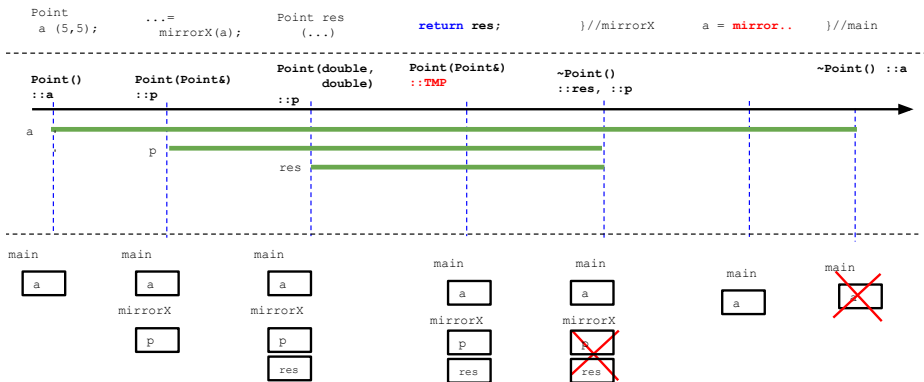 Point
a (5,5);
...=
mirrorX(a);
Point res
(...)
return res;
}//mirrorX
a = mirror..
}//main
Point()
::a
Point(Point&)
::p
Point(double,
double)
::p
Point(Point&)
::TMP
~Point()
::res, ::p
~Point() ::a
a
p
res
main
a
main
a
mirrorX
p
main
a
mirrorX
p
res
main
a
mirrorX
p
res
main
a
mirrorX
p
res
main
a
main
a